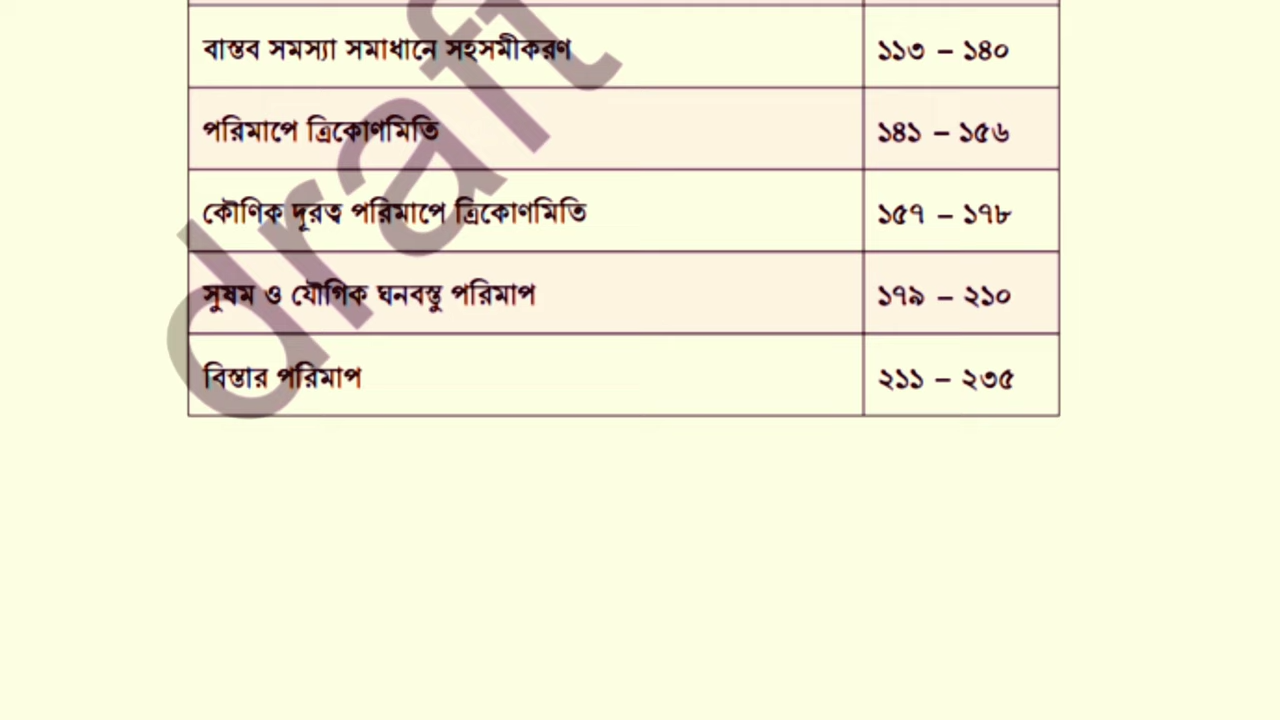 বাস্তব সমস্যা সমাধানে সহসমীকরণ ১১৩ – ১৪০
পরিমাপে ত্রিকোণমিতি ১৪১ – ১৫৬
কৌণিক দূরত্ব পরিমাপে ত্রিকোণমিতি ১৫৭ – ১৭৮
সুষম ও যৌগিক ঘনবস্তু পরিমাপ ১৭৯ – ২১০
বিস্তার পরিমাপ ২১১ – ২৩৫
draft